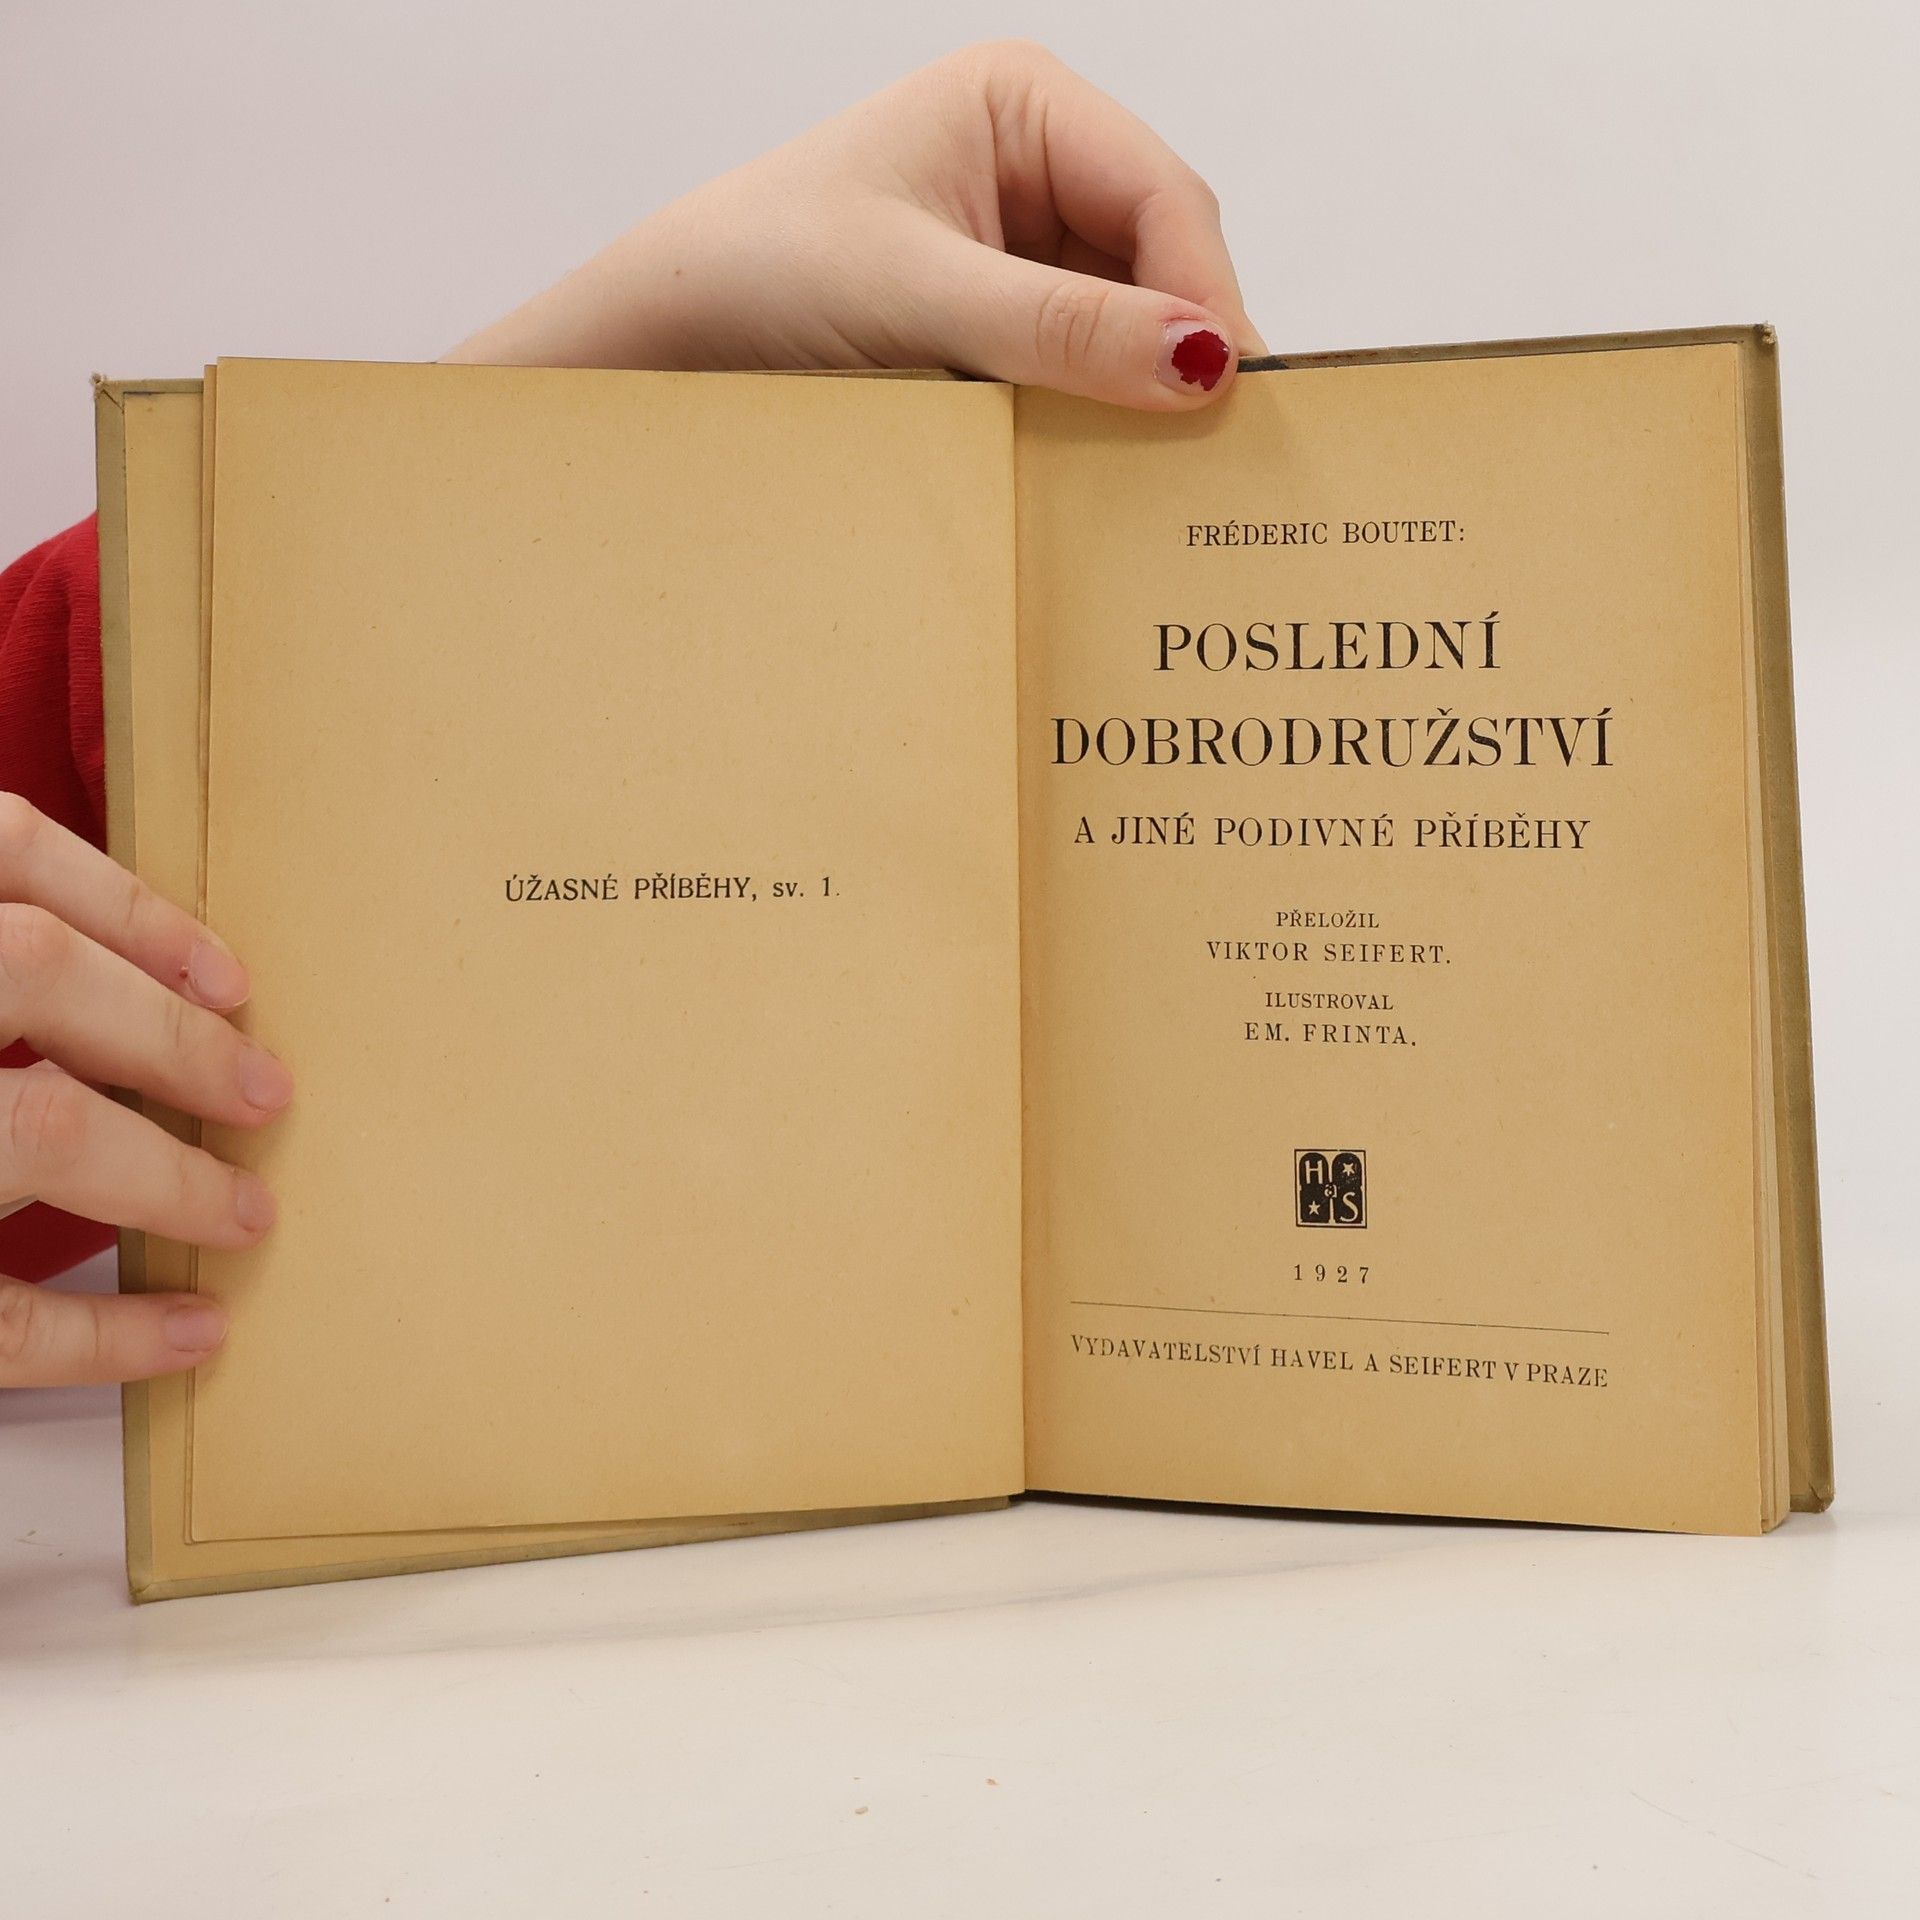 ÚŽASNÉ PŘÍBĚHY, sv. 1.
FRÉDERIC BOUTET:
POSLEDNÍ
DOBRODRUŽSTVÍ
A JINÉ PODIVNÉ PŘÍBĚHY
PŘELOŽIL
VIKTOR SEIFERT.
ILUSTROVAL
EM. FRINTA.
H
a
S
1927
VYDAVATELSTVÍ HAVEL A SEIFERT V PRAZE